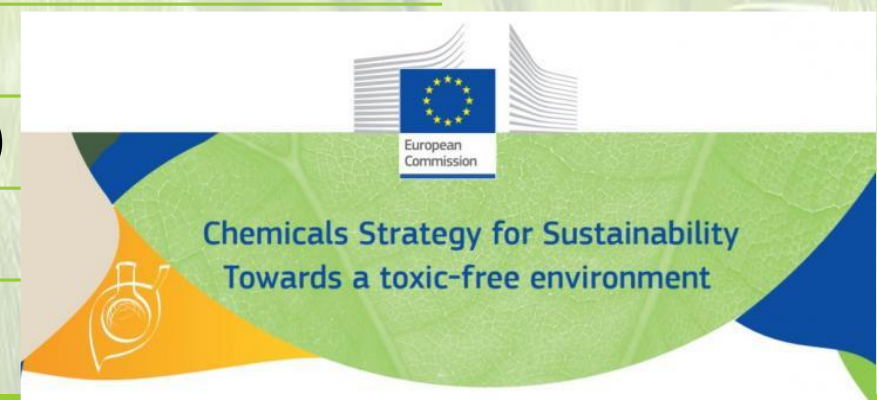 European
Commission
Chemicals Strategy for Sustainability
Towards a toxic-free environment